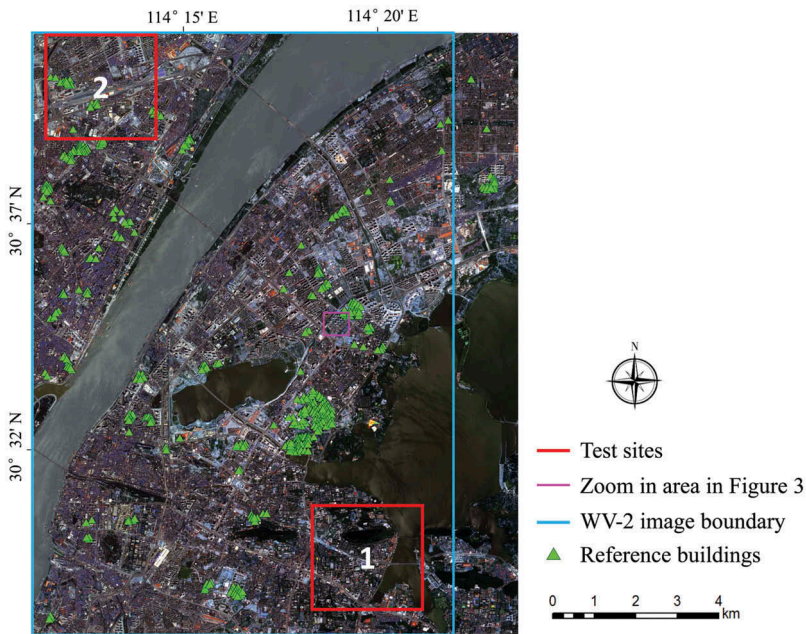 114° 15' E
114° 20' E
2
30° 37' N
30° 32' N
1
N
Test sites
Zoom in area in Figure 3
WV-2 image boundary
Reference buildings
0 1 2 3 4
km